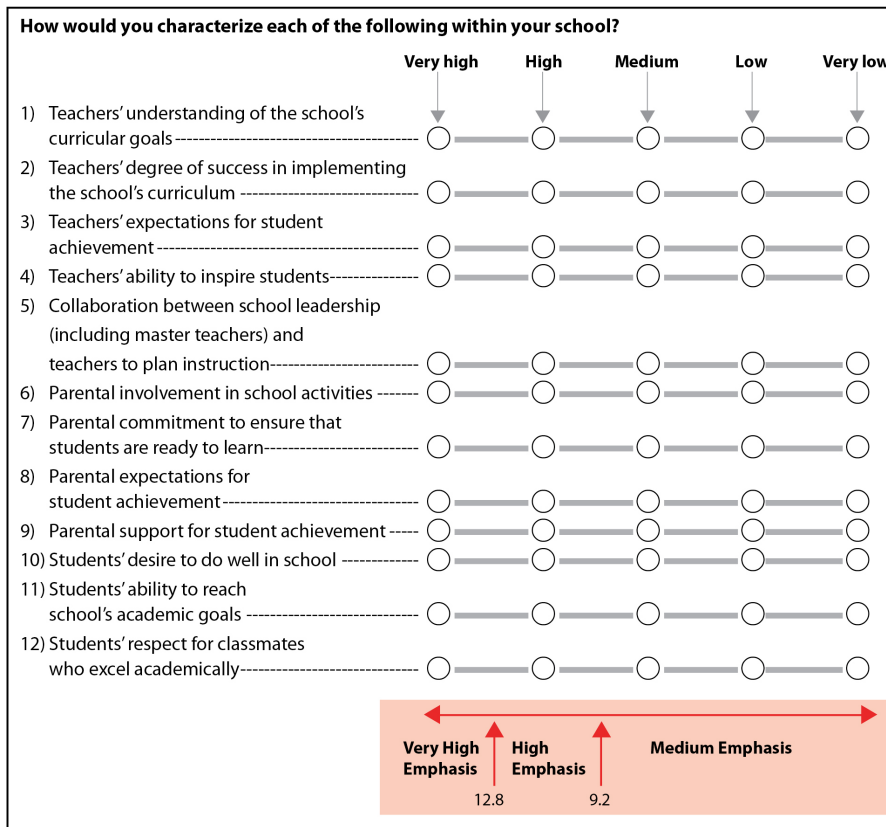 How would you characterize each of the following within your school?
Very high High Medium Low Very low
1) Teachers’ understanding of the school’s
curricular goals
2) Teachers’ degree of success in implementing
the school’s curriculum
3) Teachers’ expectations for student
achievement
4) Teachers’ ability to inspire students
5) Collaboration between school leadership
(including master teachers) and
teachers to plan instruction
6) Parental involvement in school activities
7) Parental commitment to ensure that
students are ready to learn
8) Parental expectations for
student achievement
9) Parental support for student achievement
10) Students’ desire to do well in school
11) Students’ ability to reach
school’s academic goals
12) Students’ respect for classmates
who excel academically
Very High High Medium Emphasis
Emphasis Emphasis
12.8 9.2